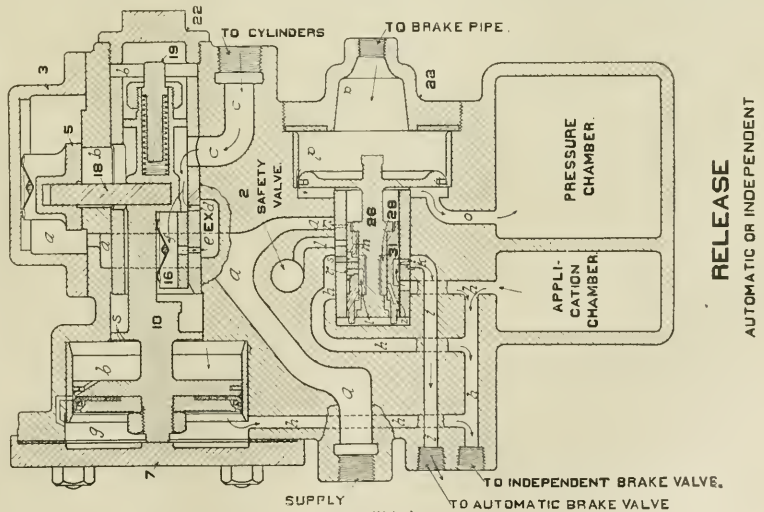 22
TO CYLINDERS
TO BRAKE PIPE.
3
19
b
5
b
18
c
c
c
22
p
p
2
SAFETY
VALVE.
a
a
e EX d
f
16
a
10
s
b
g
7
26
28
31
m
l
k
h
h
i
o
a
h
h
h
h
i
PRESSURE
CHAMBER.
APPLI-
CATION
CHAMBER.
SUPPLY
TO INDEPENDENT BRAKE VALVE.
TO AUTOMATIC BRAKE VALVE
RELEASE
AUTOMATIC OR INDEPENDENT